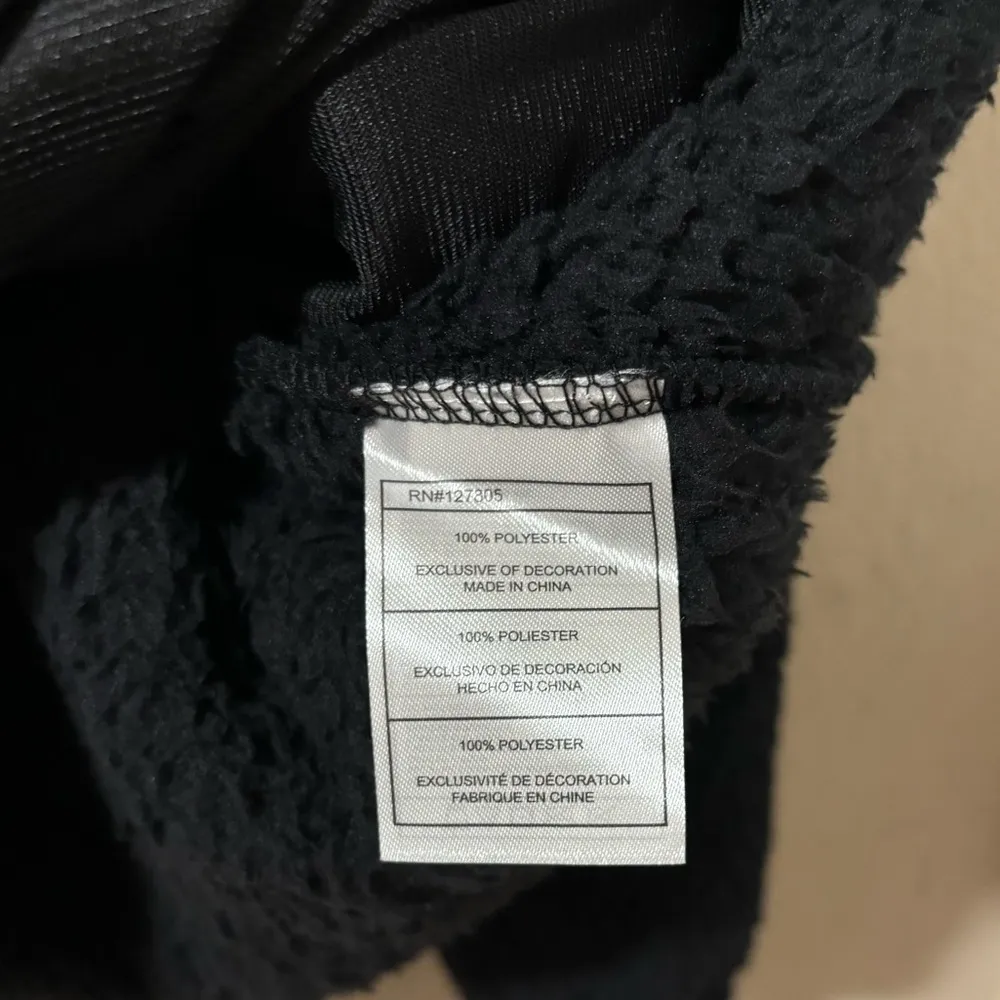 RN#127305
100% POLYESTER
EXCLUSIVE OF DECORATION
MADE IN CHINA
100% POLIESTER
EXCLUSIVO DE DECORACIÓN
HECHO EN CHINA
100% POLYESTER
EXCLUSIVITÉ DE DÉCORATION
FABRIQUE EN CHINE